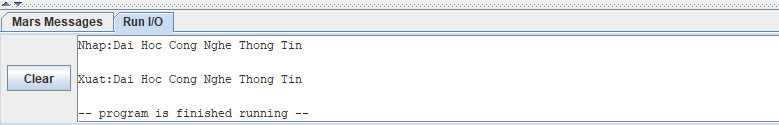 Mars Messages Run I/O
Nhap:Dai Hoc Cong Nghe Thong Tin
Xuat:Dai Hoc Cong Nghe Thong Tin
Clear
-- program is finished running --